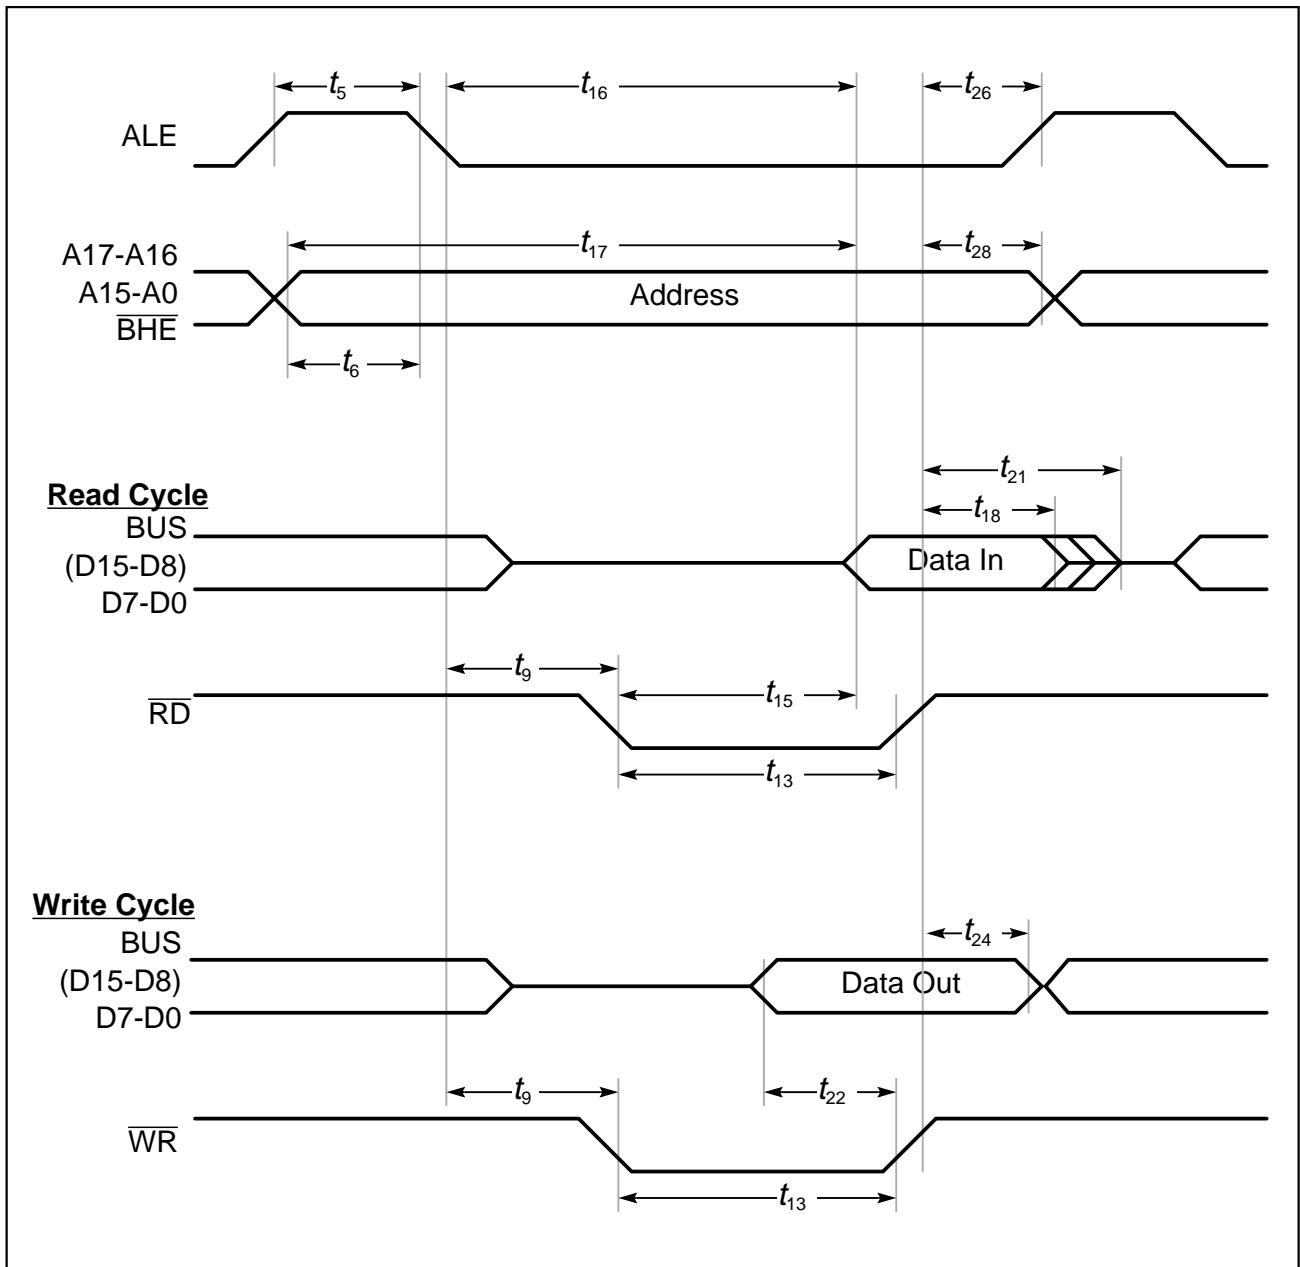 t5 t16 t26
ALE
t17 t28
A17-A16
A15-A0 Address
BHE
t6
t21
Read Cycle t18
BUS
(D15-D8) Data In
D7-D0
t9
t15
RD
t13
Write Cycle
BUS t24
(D15-D8) Data Out
D7-D0
t9 t22
WR
t13